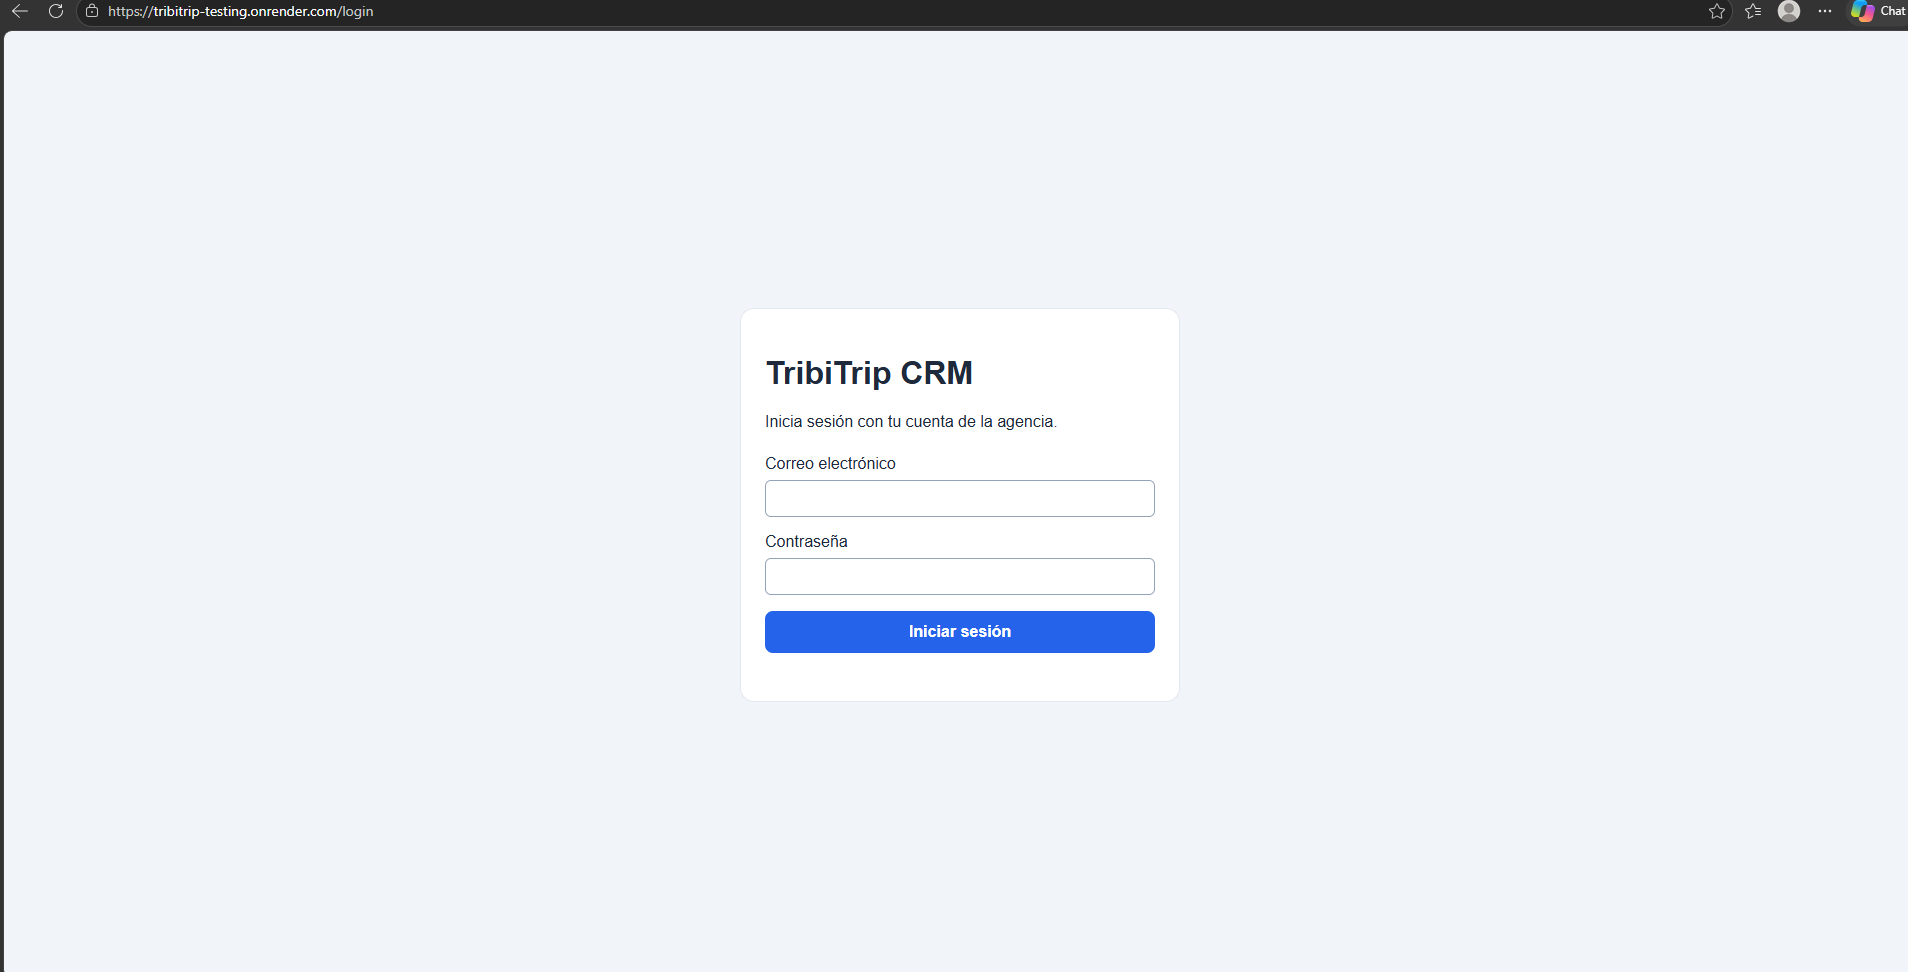 https://tribitrip-testing.onrender.com/login
Chat
TribiTrip CRM
Inicia sesión con tu cuenta de la agencia.
Correo electrónico
Contraseña
Iniciar sesión